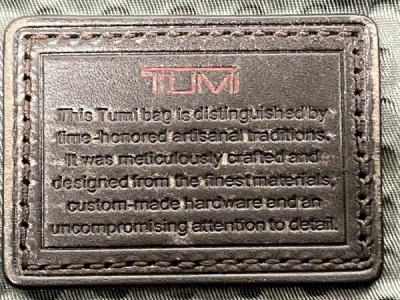 TUMI
This Tumi bag is distinguished by
time-honored artisanal traditions.
It was meticulously crafted and
designed from the finest materials,
custom-made hardware and an
uncompromising attention to detail.